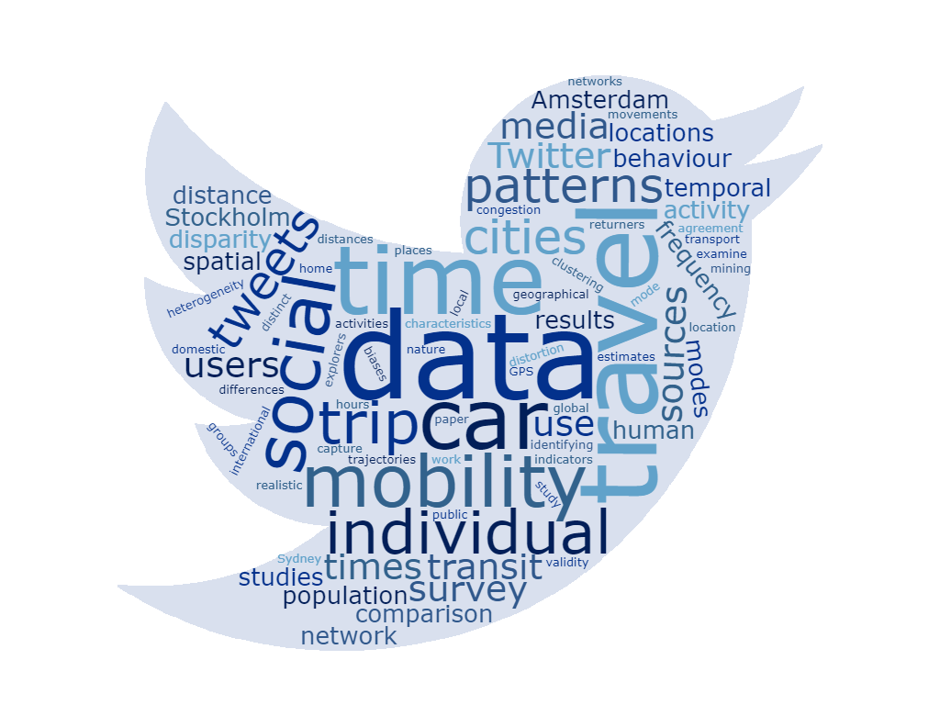 networks
Amsterdam
movements
media
locations
Twitter
behaviour
patterns
temporal
distance
Stockholm
congestion
activity
returners
agreement
disparity
tweets
distances
places
cities
travel
frequency
transport
examine
spatial
home
time
clustering
mining
heterogeneity
distinct
social
local
geographical
mode
sources
activities
characteristics
data
results
location
domestic
users
explorers
biases
nature
distortion
GPS
estimates
modes
differences
hours
trip
car
paper
global
use
human
groups
international
capture
identifying
trajectories
work
indicators
realistic
mobility
study
public
individual
Sydney
times
transit
validity
studies
population
survey
comparison
network